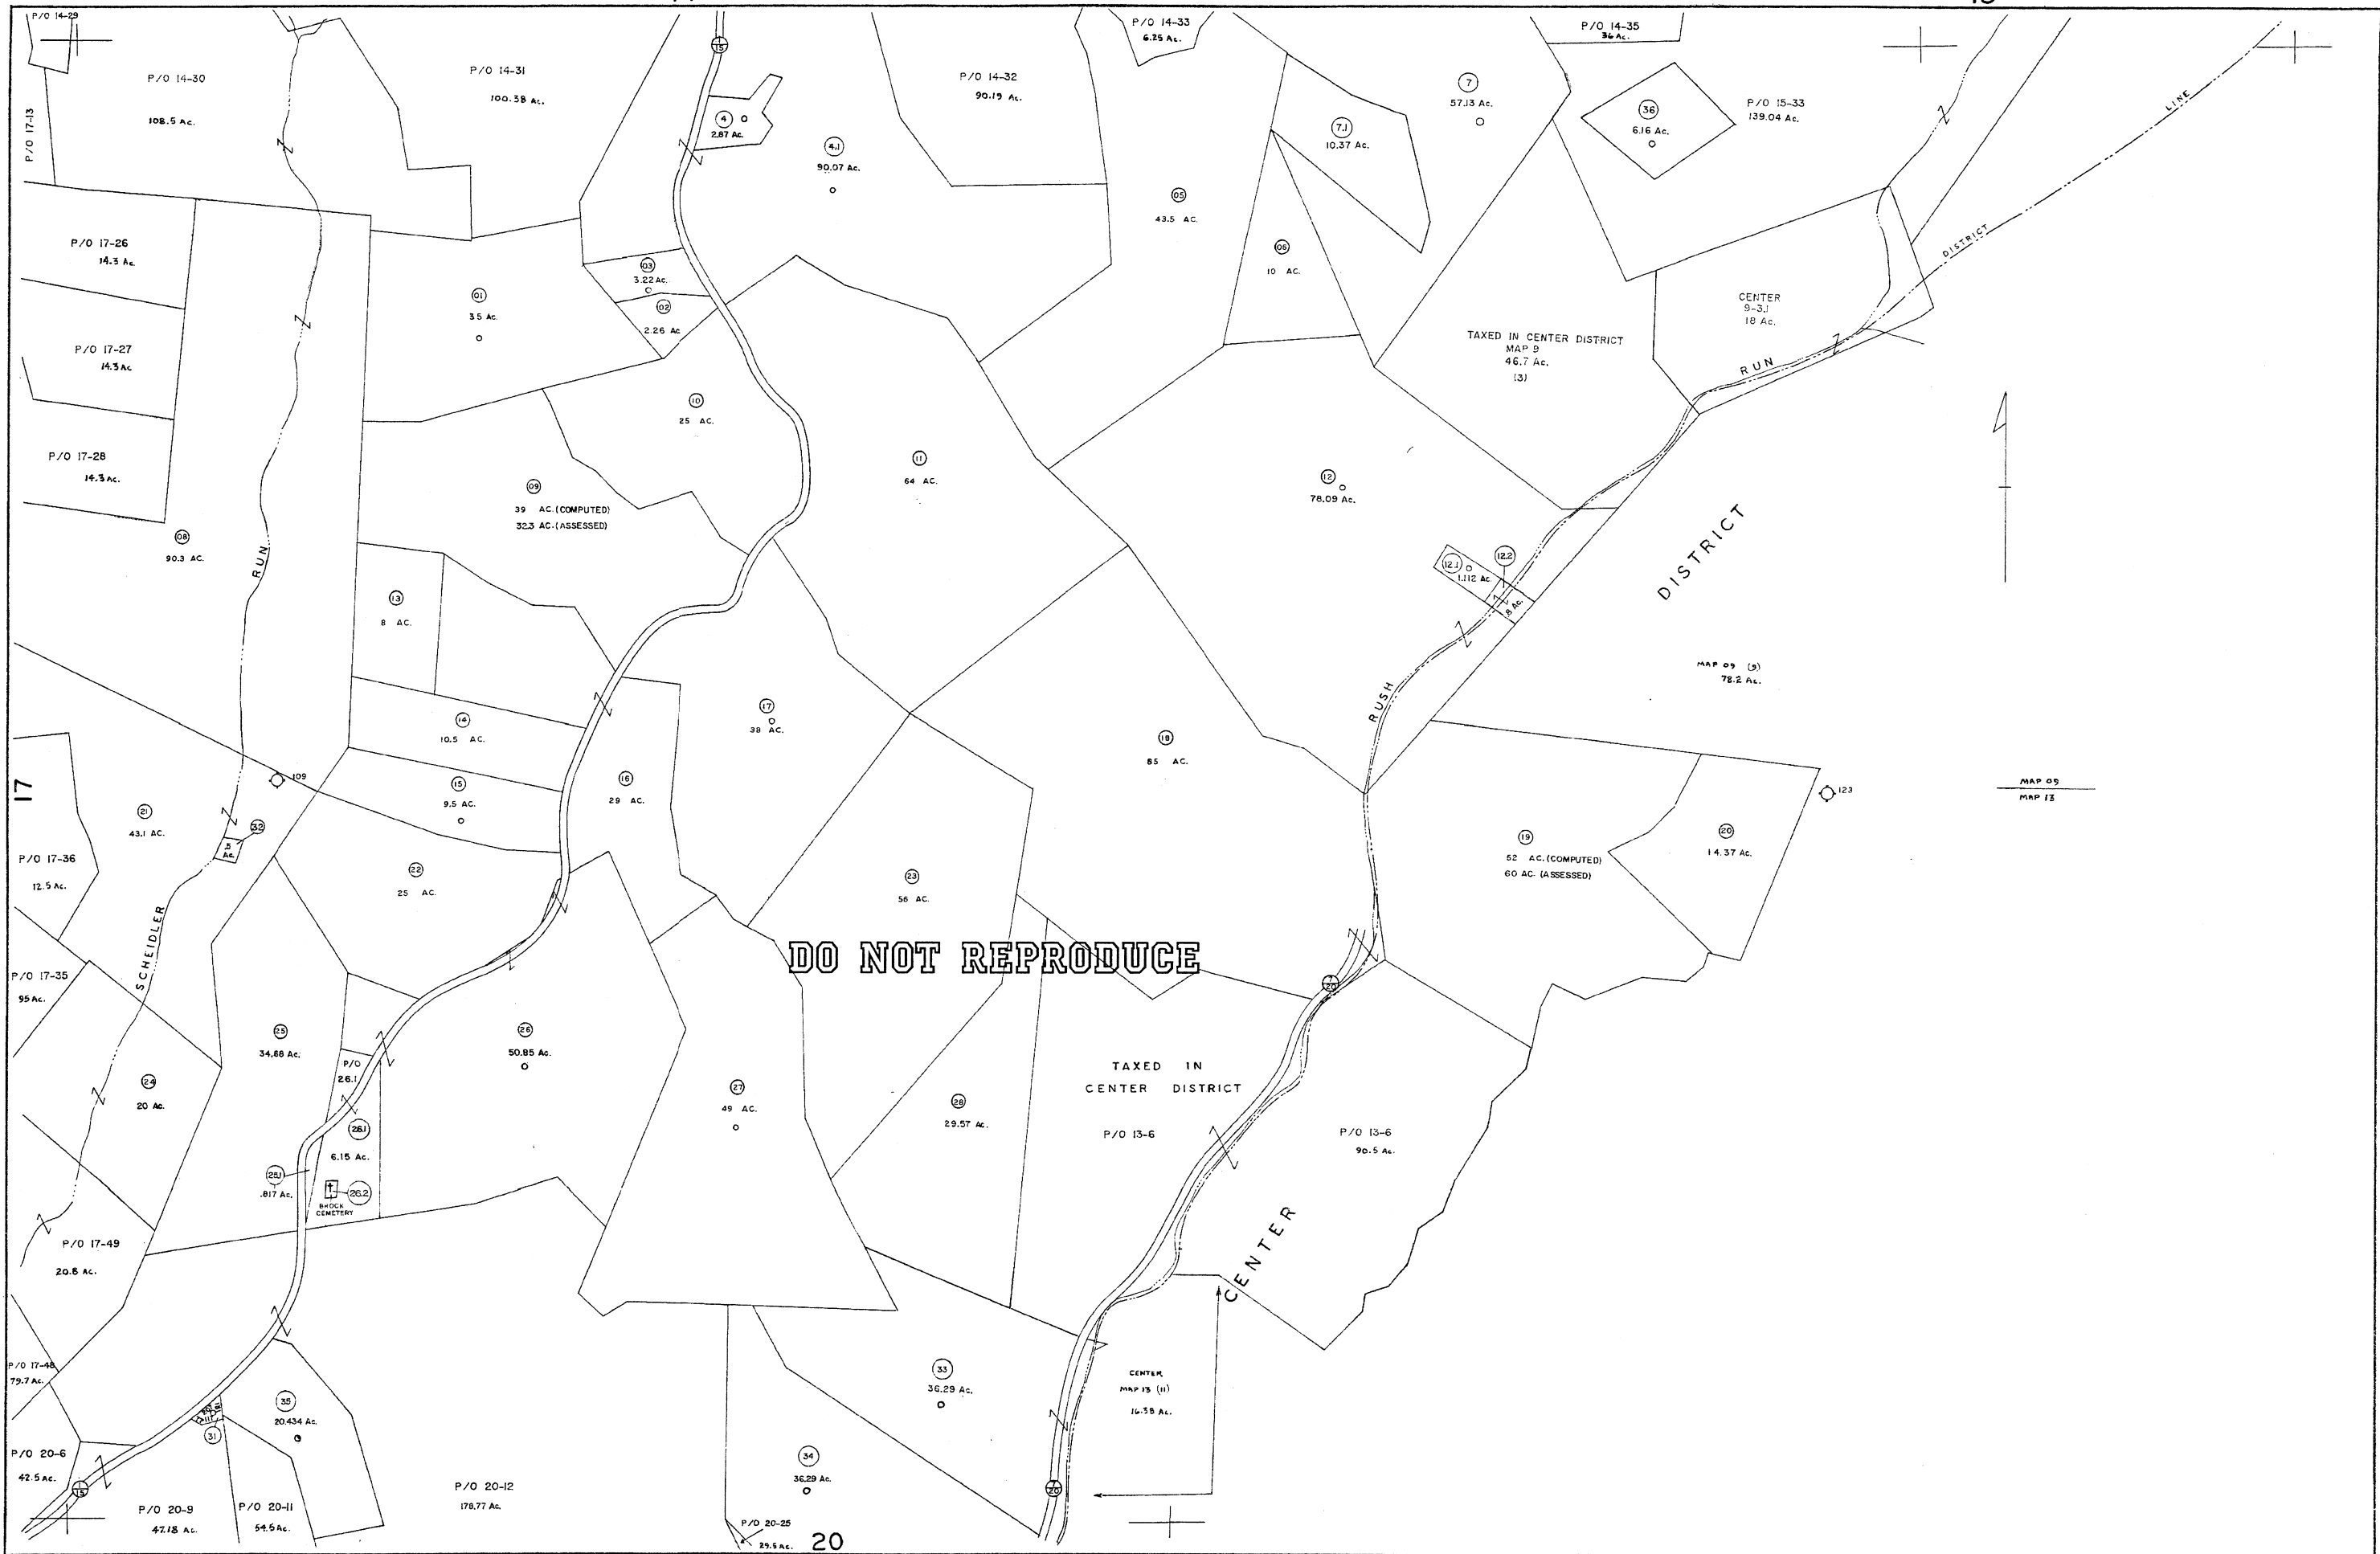 P/O 14-29
P/O 14-30
108.5 Ac.
P/O 17-13
P/O 14-31
100.38 Ac.
1
15
4
2.87 Ac.
4.1
90.07 Ac.
P/O 14-32
90.19 Ac.
P/O 14-33
6.25 Ac.
05
43.5 AC.
7.1
10.37 Ac.
7
57.13 Ac.
P/O 14-35
36 Ac.
36
6.16 Ac.
P/O 15-33
139.04 Ac.
DISTRICT LINE
P/O 17-26
14.3 Ac.
P/O 17-27
14.3 Ac
P/O 17-28
14.3 Ac.
01
35 Ac.
03
3.22 Ac.
02
2.26 Ac
06
10 AC.
CENTER
9-3.1
18 Ac.
TAXED IN CENTER DISTRICT
MAP 9
46.7 Ac.
(3)
RUN
10
25 AC.
11
64 AC.
12
78.09 Ac.
09
39 AC.(COMPUTED)
32.3 AC.(ASSESSED)
08
90.3 AC.
RUN
13
8 AC.
12.1
1.112 Ac.
12.2
.8 Ac.
DISTRICT
MAP 09 (9)
78.2 Ac.
RUSH
14
10.5 AC.
17
38 AC.
18
85 AC.
17
109
15
9.5 AC.
16
29 AC.
123
MAP 09
MAP 13
21
43.1 AC.
32
.5
Ac.
19
52 AC.(COMPUTED)
60 AC. (ASSESSED)
20
14.37 Ac.
P/O 17-36
12.5 Ac.
22
25 AC.
23
56 AC.
SCHEIDLER
DO NOT REPRODUCE
P/O 17-35
95 Ac.
7
20
25
34.68 Ac.
26
50.85 Ac.
P/O
26.1
24
20 Ac.
27
49 AC.
28
29.57 Ac.
TAXED IN
CENTER DISTRICT
P/O 13-6
P/O 13-6
90.5 Ac.
26.1
6.15 Ac.
25.1
.817 Ac.
26.2
BROCK
CEMETERY
P/O 17-49
20.8 Ac.
CENTER
P/O 17-48
79.7 Ac.
35
20.434 Ac.
31
33
36.29 Ac.
CENTER
MAP 13 (11)
16.38 Ac.
P/O 20-6
42.5 Ac.
1
15
P/O 20-9
47.18 Ac.
P/O 20-11
54.5 Ac.
P/O 20-12
178.77 Ac.
34
36.29 Ac.
7
20
P/O 20-25
29.5 Ac.
20